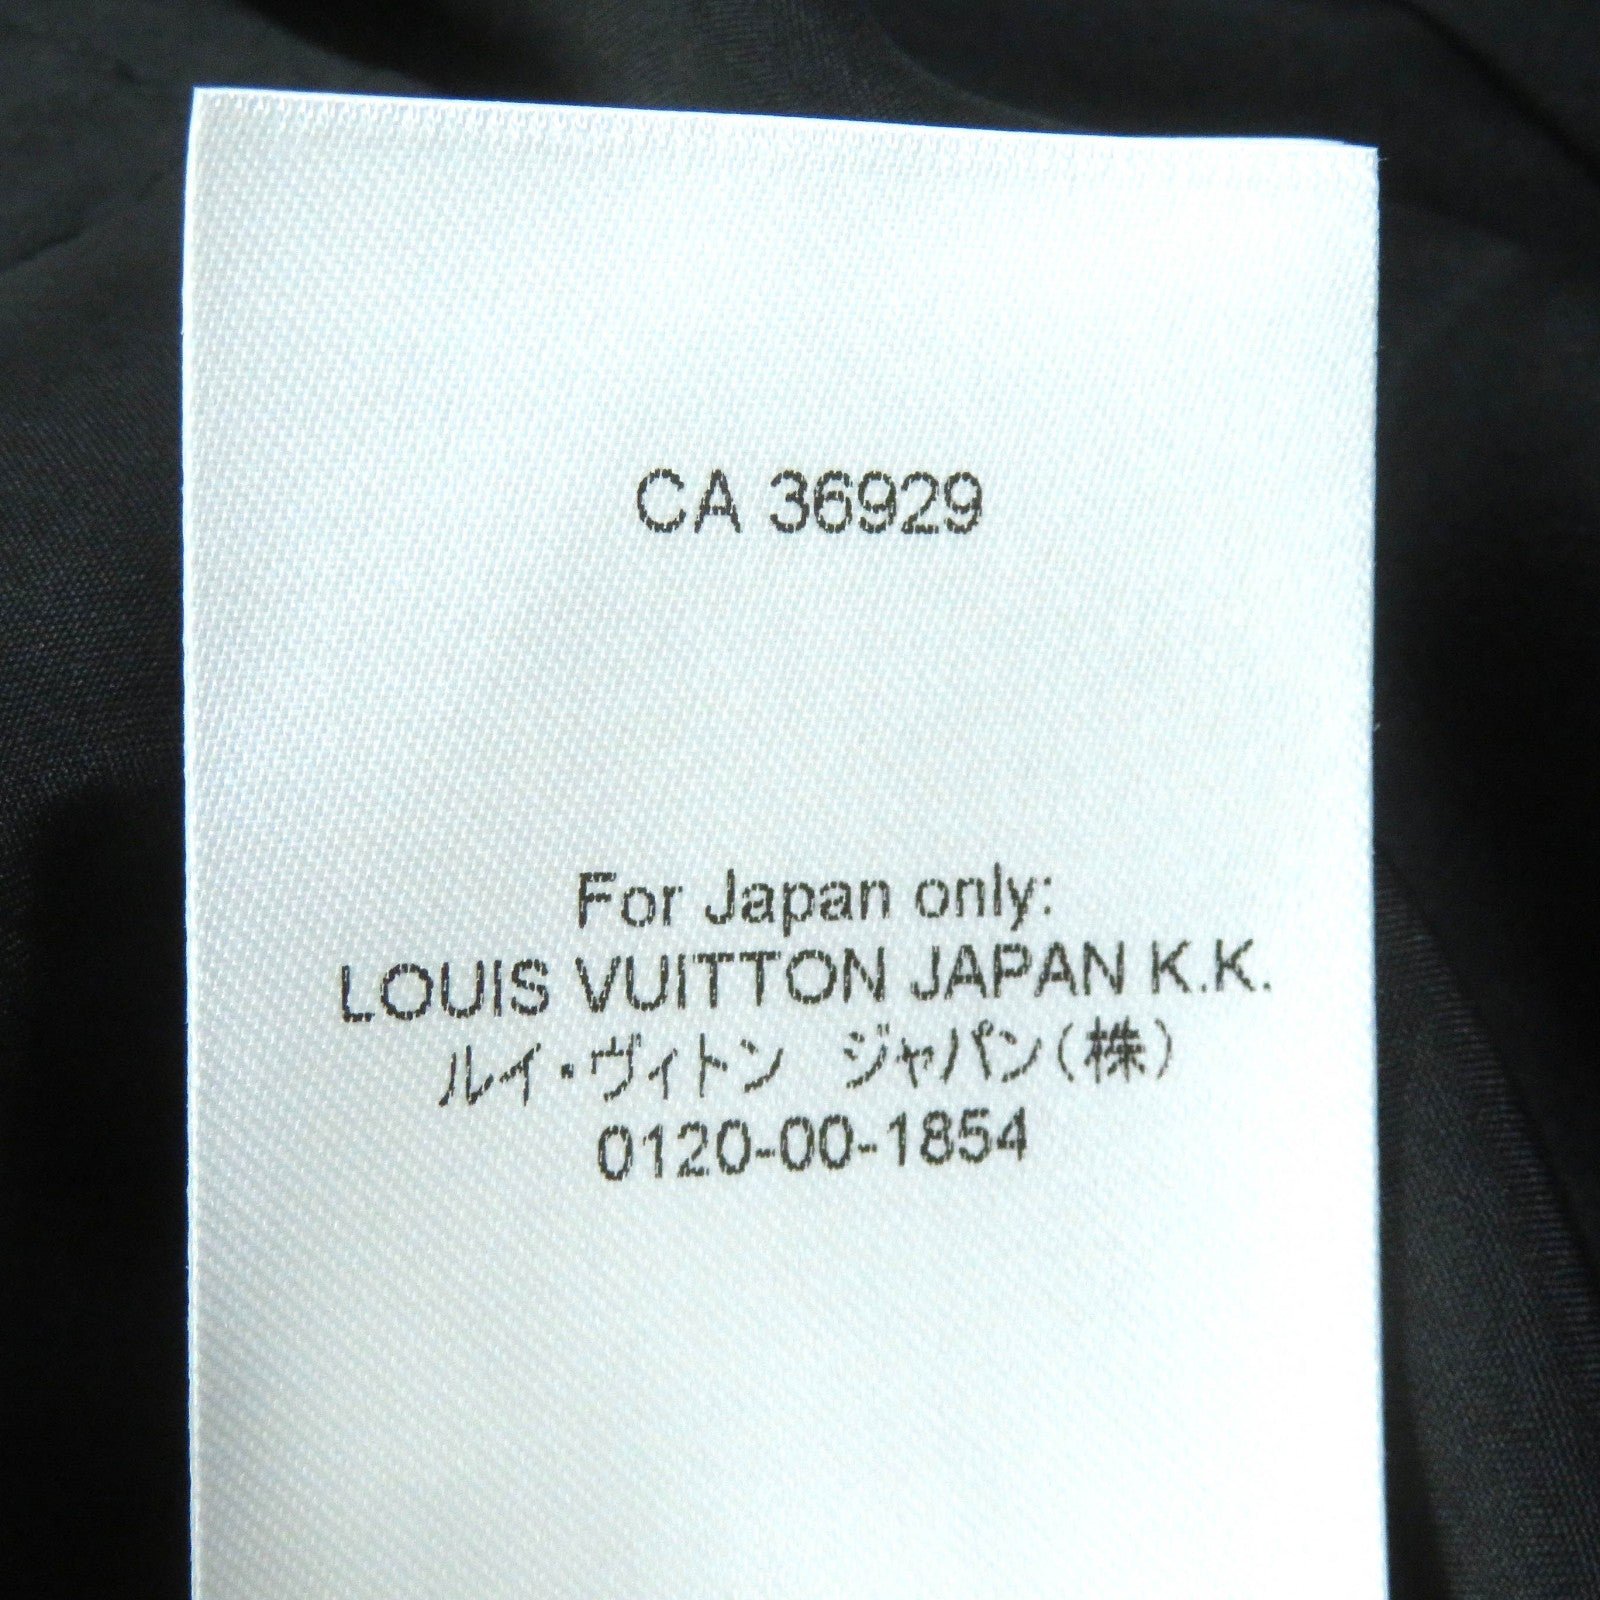 CA 36929
For Japan only:
LOUIS VUITTON JAPAN K.K.
ルイ・ヴィトン　ジャパン(株)
0120-00-1854